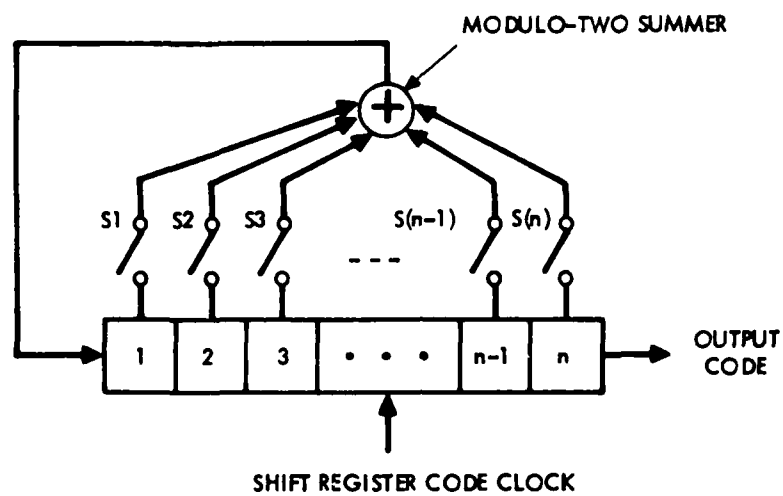 MODULO-TWO SUMMER
+
S1 S2 S3 S(n-1) S(n)
- - -
1 2 3 • • • n-1 n
OUTPUT
CODE
SHIFT REGISTER CODE CLOCK